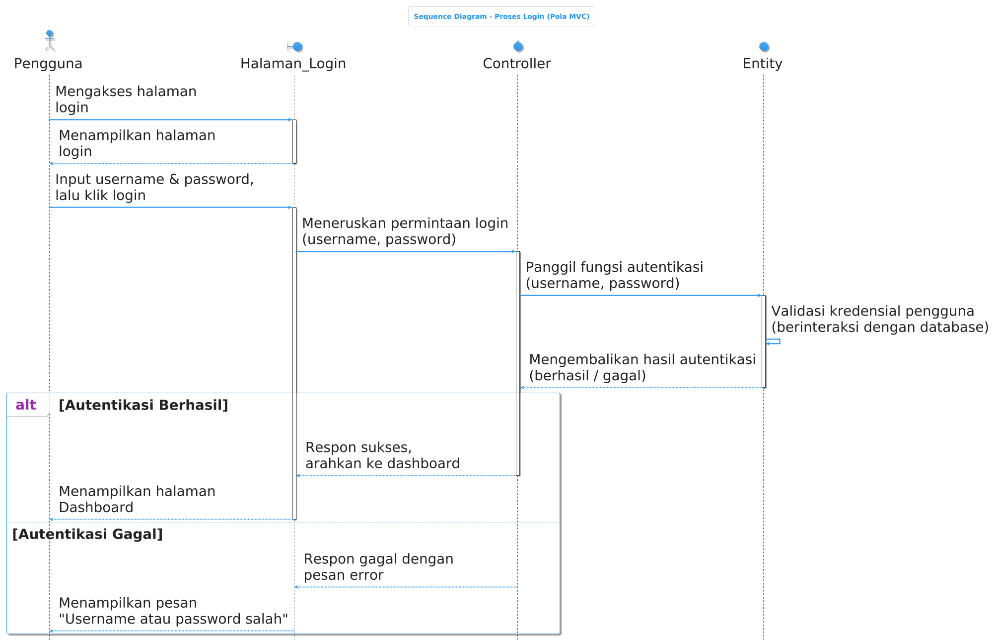 Sequence Diagram - Proses Login (Pola MVC)
Pengguna
Halaman_Login
Controller
Entity
Mengakses halaman
login
Menampilkan halaman
login
Input username & password,
lalu klik login
Meneruskan permintaan login
(username, password)
Panggil fungsi autentikasi
(username, password)
Validasi kredensial pengguna
(berinteraksi dengan database)
Mengembalikan hasil autentikasi
(berhasil / gagal)
alt
[Autentikasi Berhasil]
Respon sukses,
arahkan ke dashboard
Menampilkan halaman
Dashboard
[Autentikasi Gagal]
Respon gagal dengan
pesan error
Menampilkan pesan
"Username atau password salah"